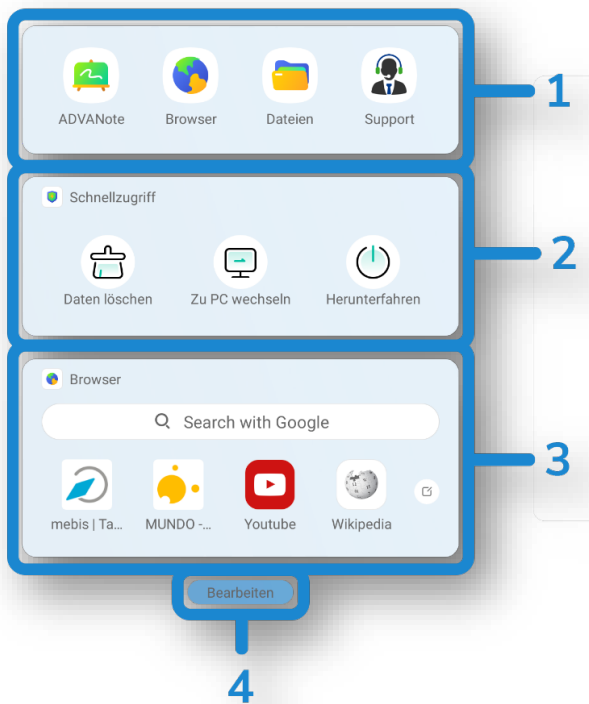 ADVANote Browser Dateien Support
1
Schnellzugriff
2
Daten löschen Zu PC wechseln Herunterfahren
Browser
Search with Google
3
mebis | Ta... MUNDO -... Youtube Wikipedia
Bearbeiten
4